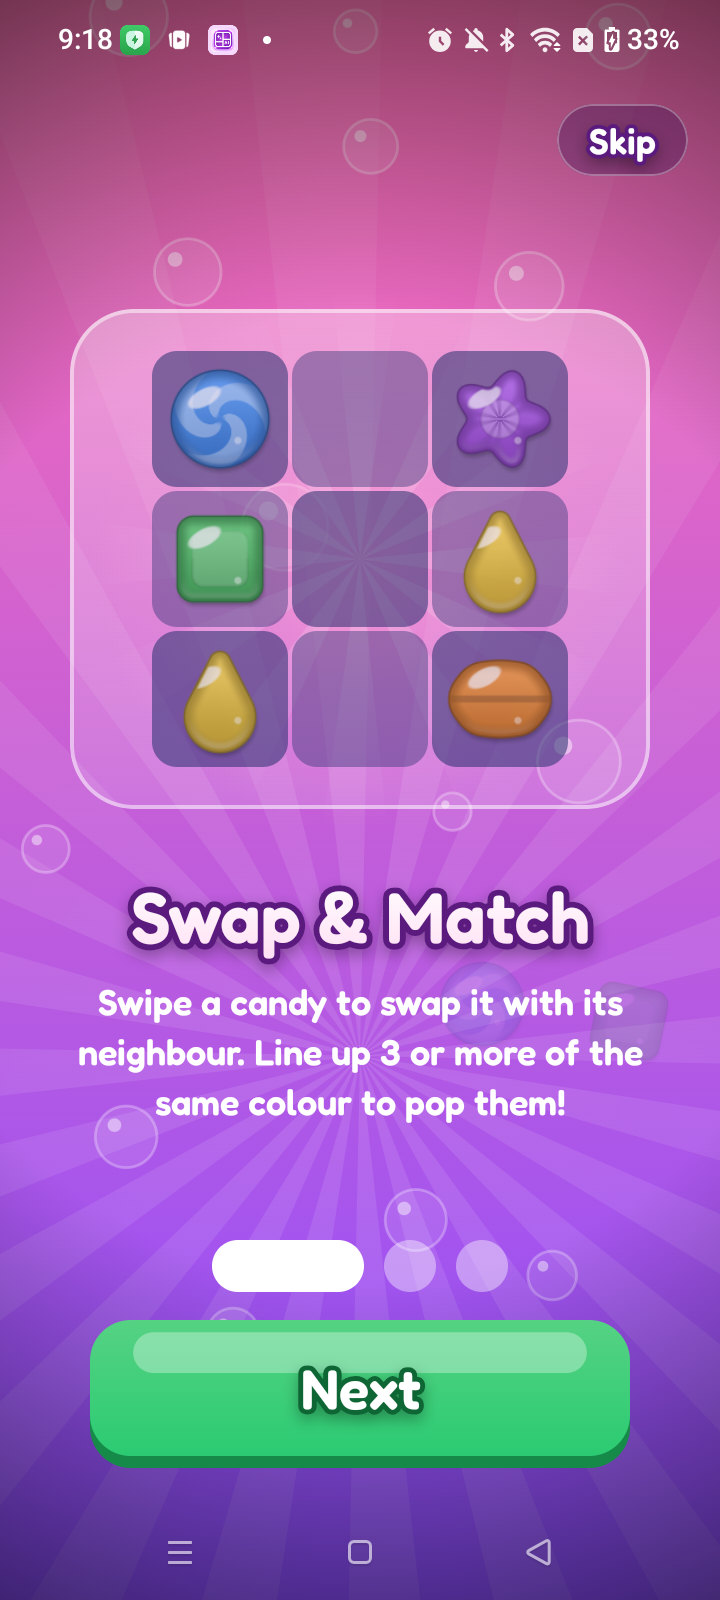 9:18
33%
Skip
Swap & Match
Swipe a candy to swap it with its
neighbour. Line up 3 or more of the
same colour to pop them!
Next